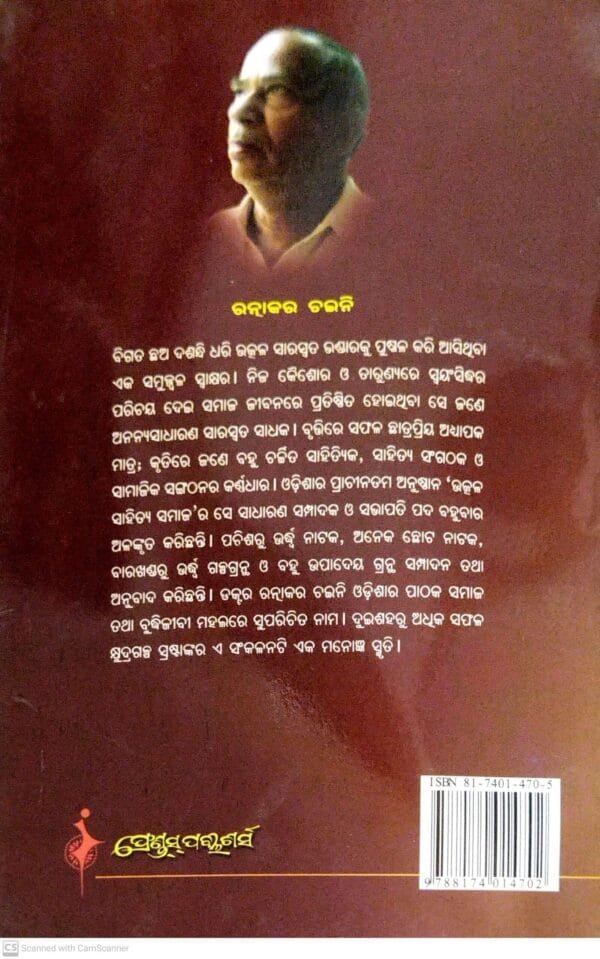 ରତ୍ନାକର ଚଇନି
ବିଗତ ଛଅ ଦଶନ୍ଧି ଧରି ଉତ୍କଳ ସାରସ୍ୱତ ଭଣ୍ଡାରକୁ ପୁଷ୍କଳ କରି ଆସିଥିବା
ଏକ ସମୁଜ୍ଜ୍ୱଳ ସ୍ୱାକ୍ଷର। ନିଜ କୈଶୋର ଓ ତାରୁଣ୍ୟରେ ସ୍ୱୟଂସିଦ୍ଧର
ପରିଚୟ ଦେଇ ସମାଜ ଜୀବନରେ ପ୍ରତିଷ୍ଠିତ ହୋଇଥିବା ସେ ଜଣେ
ଅନନ୍ୟସାଧାରଣ ସାରସ୍ୱତ ସାଧକ। ବୃତ୍ତିରେ ସଫଳ ଛାତ୍ରପ୍ରିୟ ଅଧ୍ୟାପକ
ମାତ୍ର; କୃତିରେ ଜଣେ ବହୁ ଚର୍ଚ୍ଚିତ ସାହିତ୍ୟିକ, ସାହିତ୍ୟ ସଂଗଠକ ଓ
ସାମାଜିକ ସଙ୍ଗଠନର କର୍ଣ୍ଣଧାର। ଓଡ଼ିଶାର ପ୍ରାଚୀନତମ ଅନୁଷ୍ଠାନ ‘ଉତ୍କଳ
ସାହିତ୍ୟ ସମାଜ’ର ସେ ସାଧାରଣ ସମ୍ପାଦକ ଓ ସଭାପତି ପଦ ବହୁବାର
ଅଳଙ୍କୃତ କରିଛନ୍ତି। ପଚିଶରୁ ଉର୍ଦ୍ଧ୍ୱ ନାଟକ, ଅନେକ ଛୋଟ ନାଟକ,
ବାରଖଣ୍ଡରୁ ଉର୍ଦ୍ଧ୍ୱ ଗଳ୍ପଗ୍ରନ୍ଥ ଓ ବହୁ ଉପାଦେୟ ଗ୍ରନ୍ଥ ସମ୍ପାଦନ ତଥା
ଅନୁବାଦ କରିଛନ୍ତି। ଡକ୍ଟର ରତ୍ନାକର ଚଇନି ଓଡ଼ିଶାର ପାଠକ ସମାଜ
ତଥା ବୁଦ୍ଧିଜୀବୀ ମହଲରେ ସୁପରିଚିତ ନାମ। ଦୁଇଶହରୁ ଅଧିକ ସଫଳ
କ୍ଷୁଦ୍ରଗଳ୍ପ ସ୍ରଷ୍ଟାଙ୍କର ଏ ସଂକଳନଟି ଏକ ମନୋଜ୍ଞ ସ୍ମୃତି।
ISBN 81-7401-470-5
9788174014702
ଫ୍ରେଣ୍ଡସ୍ ପବ୍ଲିଶର୍ସ
CS Scanned with CamScanner